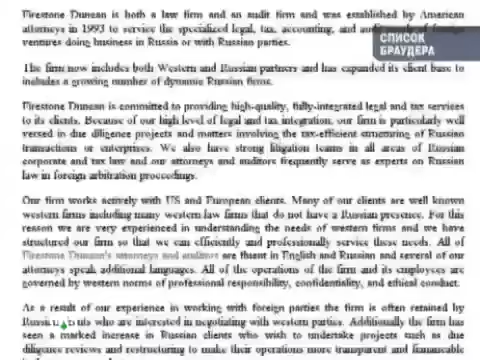 Firestone Duncan is both a law firm and an audit firm and was established by American
attorneys in 1993 to service the specialized legal, tax, accounting, and audit needs of foreign
ventures doing business in Russia or with Russian parties.
СПИСОК
БРАУДЕРА
The firm now includes both Western and Russian partners and has expanded its client base to
includes a growing number of dynamic Russian firms.
Firestone Duncan is committed to providing high-quality, fully-integrated legal and tax services
to its clients. Because of our high level of legal and tax integration, our firm is particularly well
versed in due diligence projects and matters involving the tax-efficient structuring of Russian
transactions or enterprises. We also have strong litigation teams in all areas of Russian
corporate and tax law and our attorneys and auditors frequently serve as experts on Russian
law in foreign arbitration proceedings.
Our firm works actively with US and European clients. Many of our clients are well known
western firms including many western law firms that do not have a Russian presence. For this
reason we are very experienced in understanding the needs of western firms and we have
structured our firm so that we can efficiently and professionally service these needs. All of
Firestone Duncan's attorneys and auditors are fluent in English and Russian and several of our
attorneys speak additional languages. All of the operations of the firm and its employees are
governed by western norms of professional responsibility, confidentiality, and ethical conduct.
As a result of our experience in working with foreign parties the firm is often retained by
who are interested in negotiating with western parties. Additionally the firm has
seen a marked increase in Russian clients who wish to undertake projects such as due
diligence reviews and restructuring to make their operations more transparent and financeable